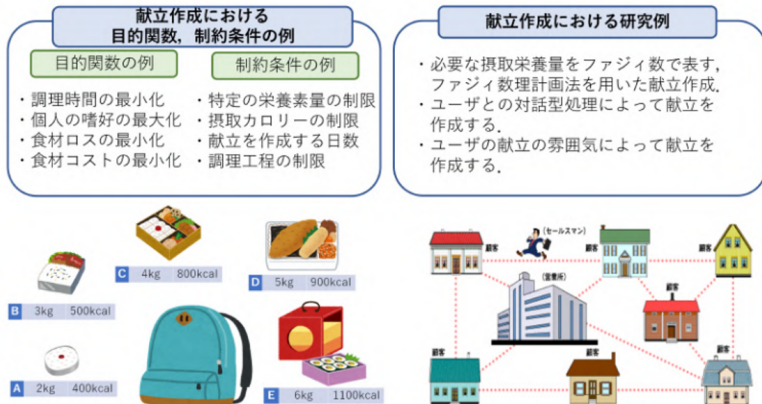 献立作成における
目的関数，制約条件の例
目的関数の例
・調理時間の最小化
・個人の嗜好の最大化
・食材ロスの最小化
・食材コストの最小化
制約条件の例
・特定の栄養素量の制限
・摂取カロリーの制限
・献立を作成する日数
・調理工程の制限
献立作成における研究例
・必要な摂取栄養量をファジィ数で表す，
ファジィ数理計画法を用いた献立作成．
・ユーザとの対話型処理によって献立を
作成する．
・ユーザの献立の雰囲気によって献立を
作成する．
C 4kg 800kcal
D 5kg 900kcal
B 3kg 500kcal
A 2kg 400kcal
E 6kg 1100kcal
(セールスマン)
顧客
顧客
顧客
(営業所)
顧客
顧客
顧客
顧客